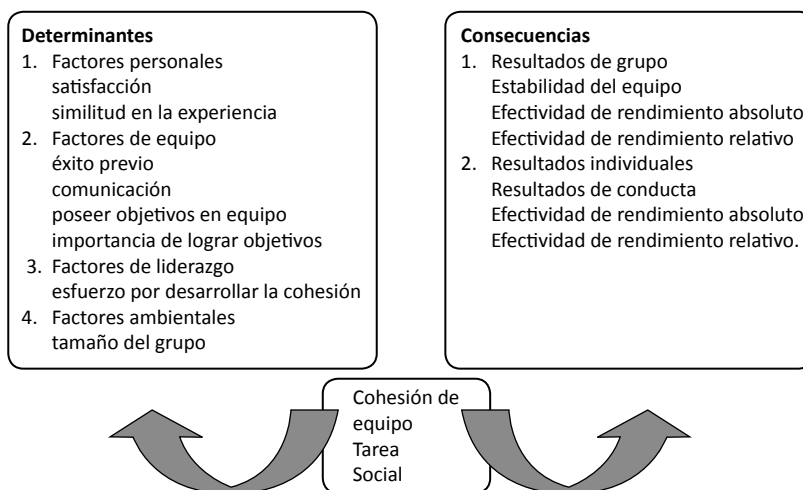 Determinantes
1. Factores personales
satisfacción
similitud en la experiencia
2. Factores de equipo
éxito previo
comunicación
poseer objetivos en equipo
importancia de lograr objetivos
3. Factores de liderazgo
esfuerzo por desarrollar la cohesión
4. Factores ambientales
tamaño del grupo
Consecuencias
1. Resultados de grupo
Estabilidad del equipo
Efectividad de rendimiento absoluto
Efectividad de rendimiento relativo
2. Resultados individuales
Resultados de conducta
Efectividad de rendimiento absoluto
Efectividad de rendimiento relativo.
Cohesión de
equipo
Tarea
Social